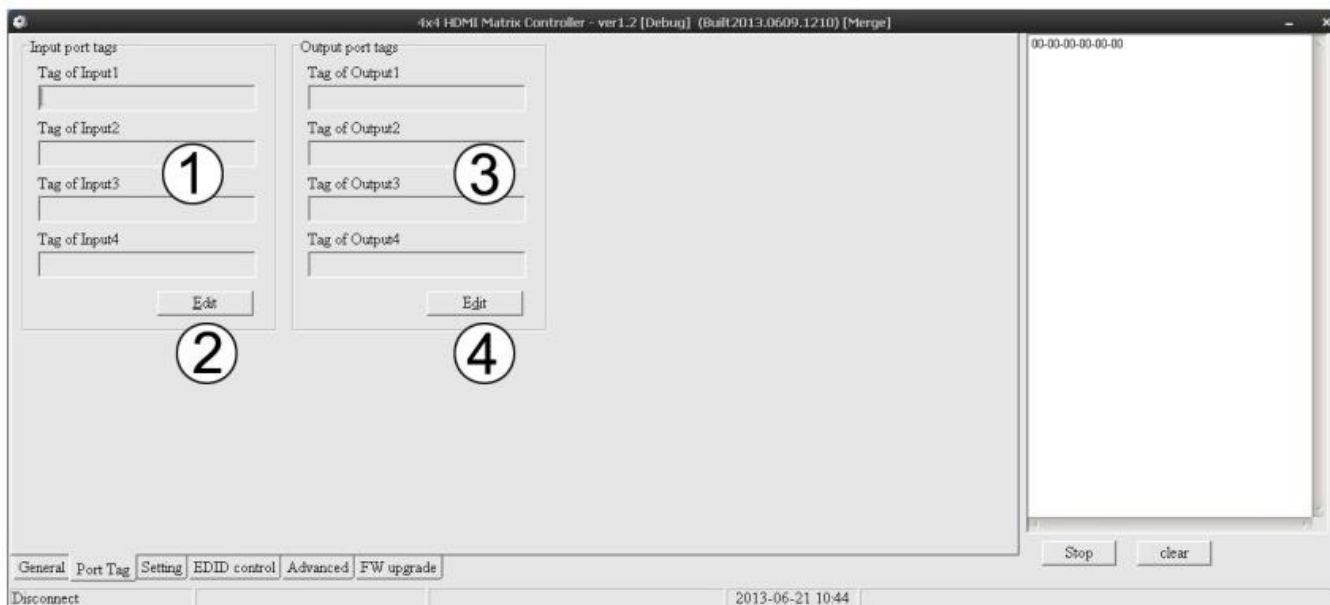 4x4 HDMI Matrix Controller - ver1.2 [Debug] (Built2013.0609.1210) [Merge]
Input port tags
Tag of Input1
Tag of Input2
1
Tag of Input3
Tag of Input4
Edit
2
Output port tags
Tag of Output1
Tag of Output2
3
Tag of Output3
Tag of Output4
Edit
4
00-00-00-00-00-00
Stop clear
General Port Tag Setting EDID control Advanced FW upgrade
Disconnect 2013-06-21 10:44